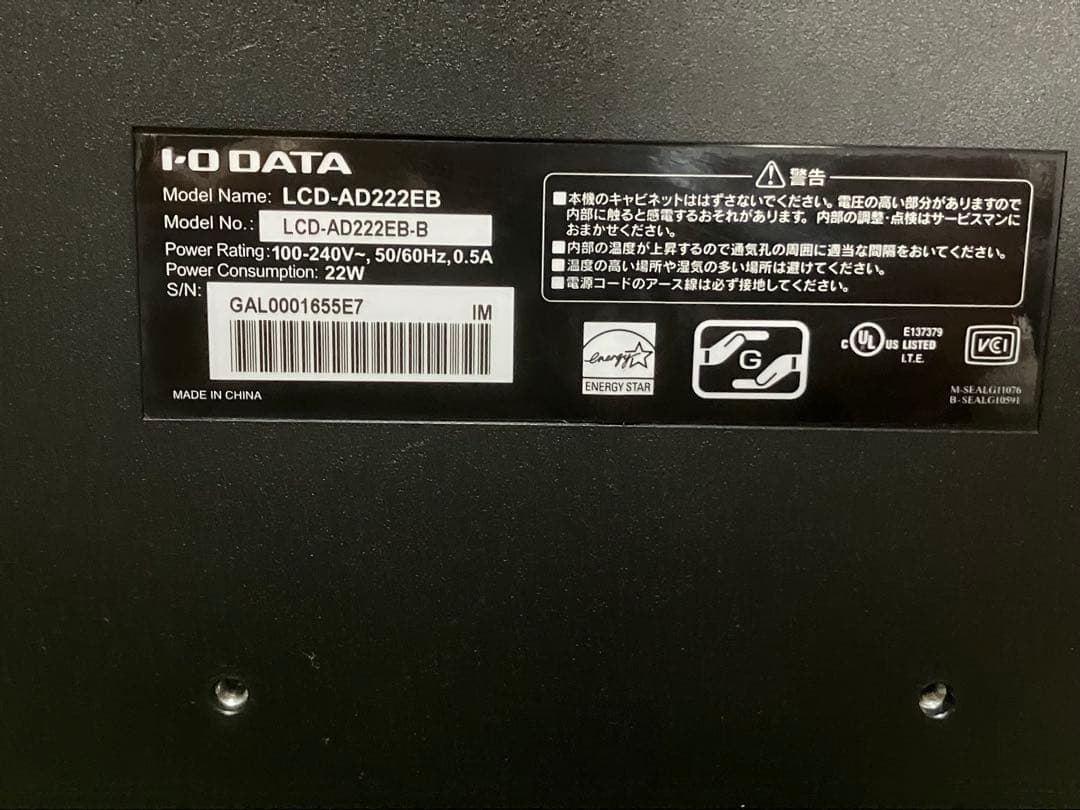 I-O DATA
Model Name: LCD-AD222EB
Model No.: LCD-AD222EB-B
Power Rating:100-240V~, 50/60Hz, 0.5A
Power Consumption: 22W
S/N:
GAL0001655E7
IM
MADE IN CHINA
警告
■本機のキャビネットははずさないでください。電圧の高い部分がありますので
内部に触ると感電するおそれがあります。内部の調整・点検はサービスマンに
おまかせください。
■内部の温度が上昇するので通気孔の周囲に適当な間隔をおいてください。
■温度の高い場所や湿気の多い場所は避けてください。
■電源コードのアース線は必ず接地してください。
energy
ENERGY STAR
G
C UL US LISTED
E137379
I.T.E.
VCI
M-SEALG11076
B-SEALG10591